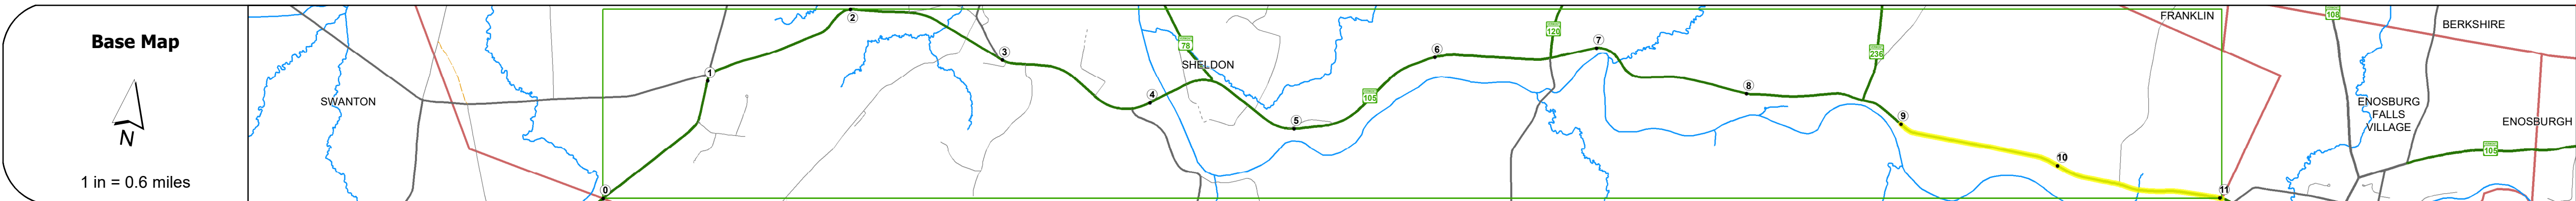 Base Map
N
1 in = 0.6 miles
SWANTON
0
1
2
3
4
78
SHELDON
5
105
6
120
7
8
236
9
10
11
FRANKLIN
108
BERKSHIRE
ENOSBURG
FALLS
VILLAGE
105
ENOSBURGH